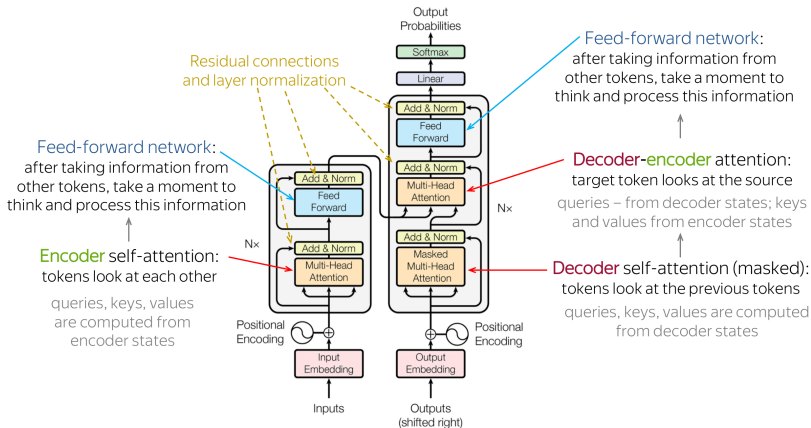 Output
Probabilities
Softmax
Linear
Add & Norm
Feed
Forward
Add & Norm
Multi-Head
Attention
Add & Norm
Masked
Multi-Head
Attention
N×
Positional
Encoding
Output
Embedding
Outputs
(shifted right)
Residual connections
and layer normalization
Add & Norm
Feed
Forward
Add & Norm
Multi-Head
Attention
N×
Positional
Encoding
Input
Embedding
Inputs
Feed-forward network:
after taking information from
other tokens, take a moment to
think and process this information
Encoder self-attention:
tokens look at each other
queries, keys, values
are computed from
encoder states
Feed-forward network:
after taking information from
other tokens, take a moment to
think and process this information
Decoder-encoder attention:
target token looks at the source
queries – from decoder states; keys
and values from encoder states
Decoder self-attention (masked):
tokens look at the previous tokens
queries, keys, values are computed
from decoder states